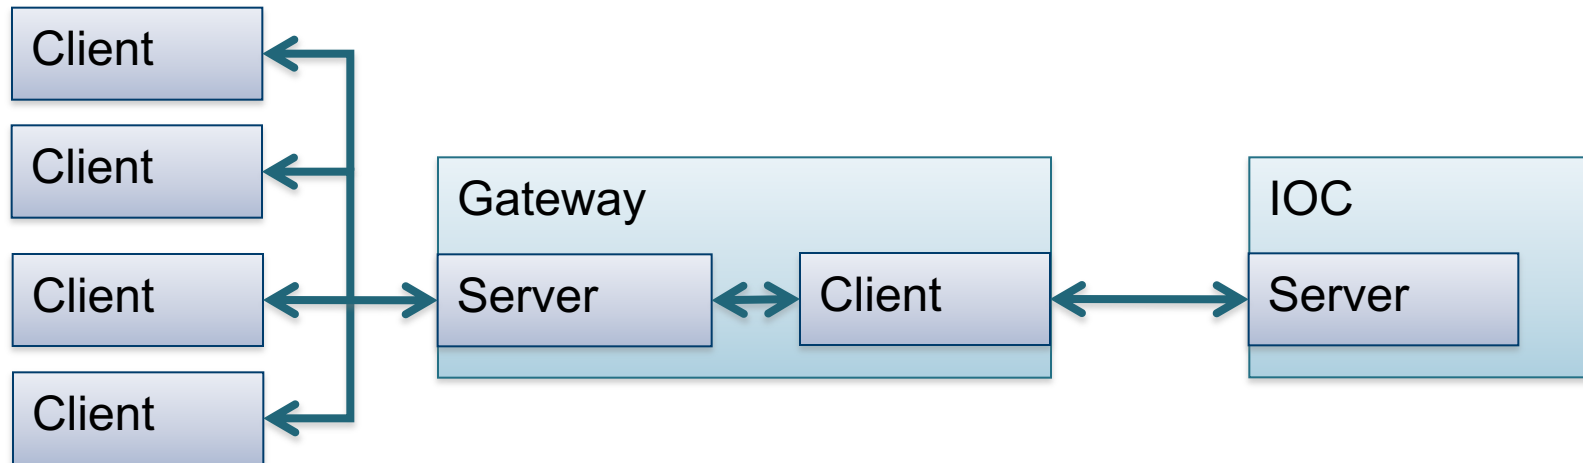 Client
Client
Client
Client
Gateway
Server
Client
IOC
Server